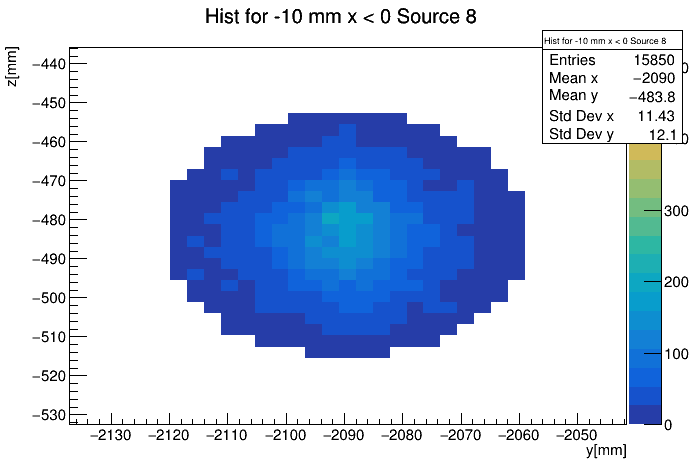 Hist for -10 mm x < 0 Source 8
z[mm]
−440
−450
−460
−470
−480
−490
−500
−510
−520
−530
−2130
−2120
−2110
−2100
−2090
−2080
−2070
−2060
−2050
y[mm]
Hist for -10 mm x < 0 Source 8
Entries 15850
Mean x −2090
Mean y −483.8
Std Dev x 11.43
Std Dev y 12.1
300
200
100
0